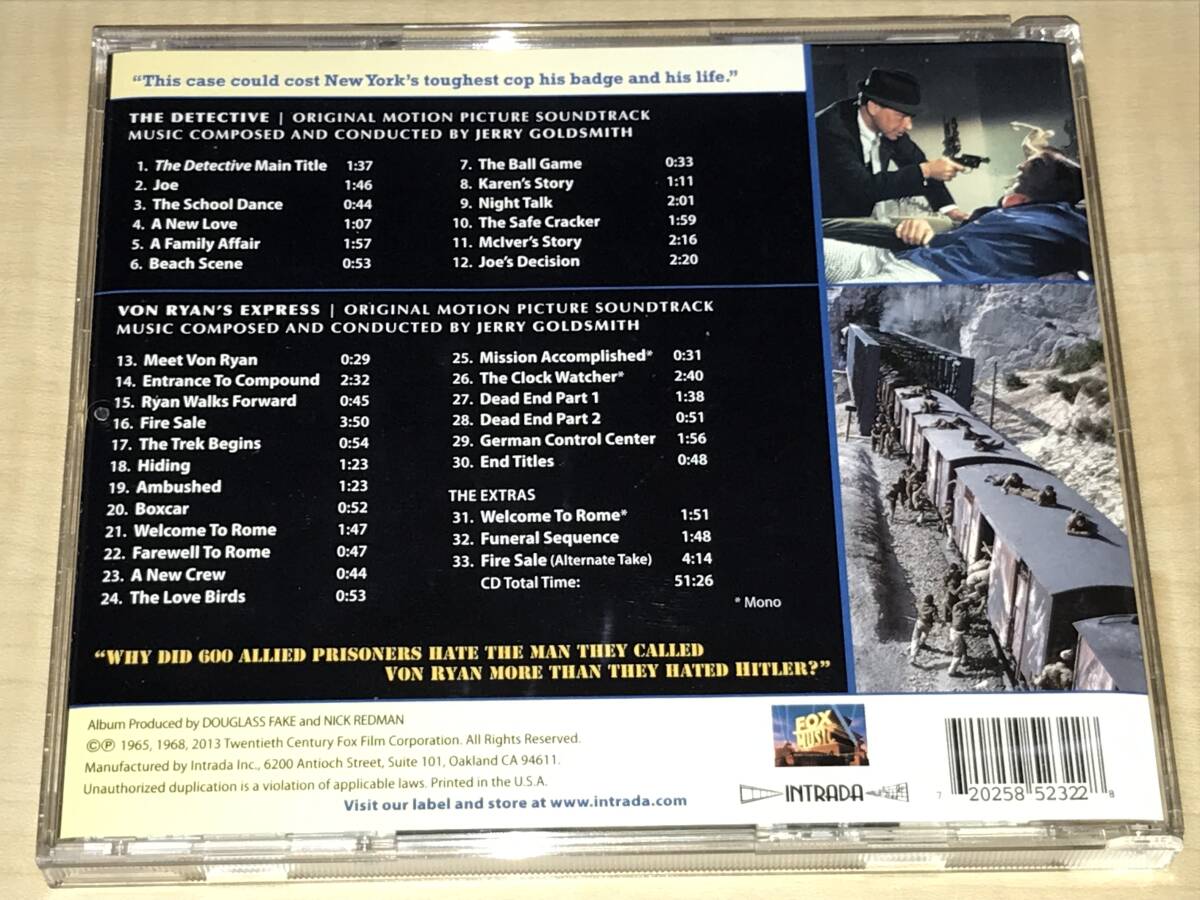 “This case could cost New York’s toughest cop his badge and his life.”
THE DETECTIVE | ORIGINAL MOTION PICTURE SOUNDTRACK
MUSIC COMPOSED AND CONDUCTED BY JERRY GOLDSMITH
1. The Detective Main Title 1:37
2. Joe 1:46
3. The School Dance 0:44
4. A New Love 1:07
5. A Family Affair 1:57
6. Beach Scene 0:53
7. The Ball Game 0:33
8. Karen’s Story 1:11
9. Night Talk 2:01
10. The Safe Cracker 1:59
11. McIver’s Story 2:16
12. Joe’s Decision 2:20
VON RYAN’S EXPRESS | ORIGINAL MOTION PICTURE SOUNDTRACK
MUSIC COMPOSED AND CONDUCTED BY JERRY GOLDSMITH
13. Meet Von Ryan 0:29
14. Entrance To Compound 2:32
15. Ryan Walks Forward 0:45
16. Fire Sale 3:50
17. The Trek Begins 0:54
18. Hiding 1:23
19. Ambushed 1:23
20. Boxcar 0:52
21. Welcome To Rome 1:47
22. Farewell To Rome 0:47
23. A New Crew 0:44
24. The Love Birds 0:53
25. Mission Accomplished* 0:31
26. The Clock Watcher* 2:40
27. Dead End Part 1 1:38
28. Dead End Part 2 0:51
29. German Control Center 1:56
30. End Titles 0:48
THE EXTRAS
31. Welcome To Rome* 1:51
32. Funeral Sequence 1:48
33. Fire Sale (Alternate Take) 4:14
CD Total Time: 51:26
* Mono
“WHY DID 600 ALLIED PRISONERS HATE THE MAN THEY CALLED
VON RYAN MORE THAN THEY HATED HITLER?”
Album Produced by DOUGLASS FAKE and NICK REDMAN
©℗ 1965, 1968, 2013 Twentieth Century Fox Film Corporation. All Rights Reserved.
Manufactured by Intrada Inc., 6200 Antioch Street, Suite 101, Oakland CA 94611.
Unauthorized duplication is a violation of applicable laws. Printed in the U.S.A.
Visit our label and store at www.intrada.com
FOX
MUSIC
INTRADA
7 20258 52322 8